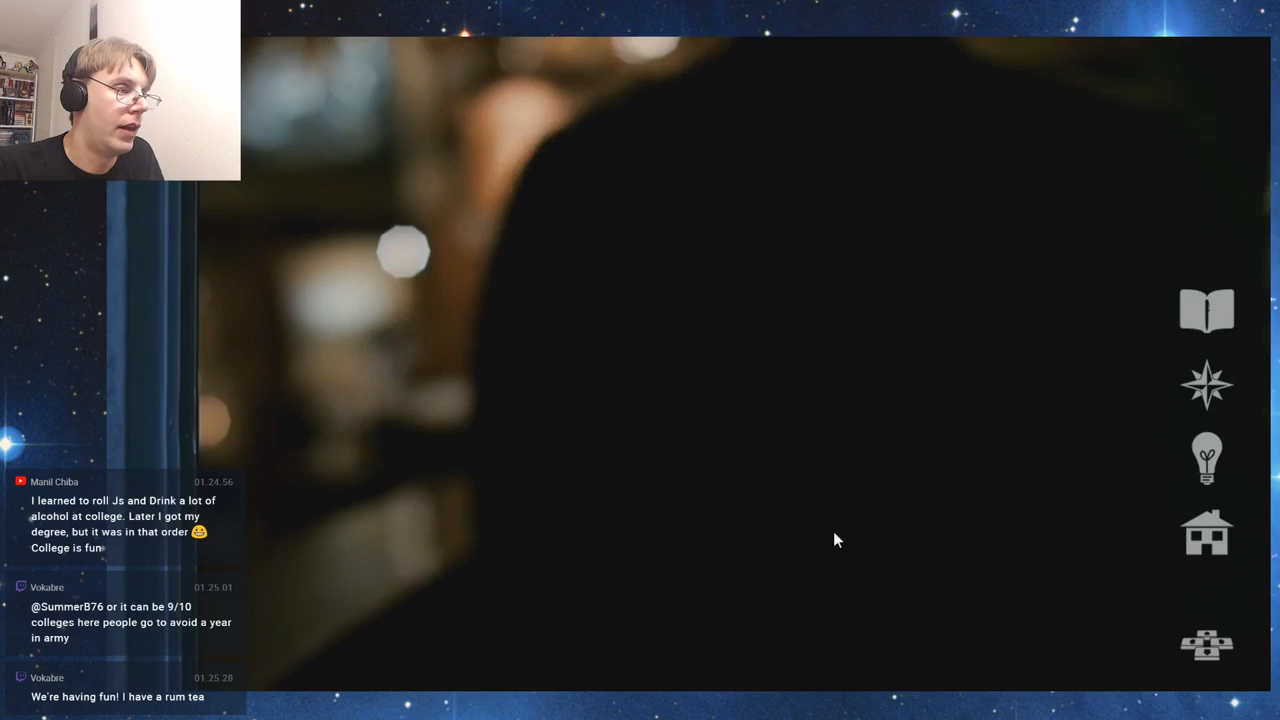 Manil Chiba 01.24.56
I learned to roll Js and Drink a lot of
alcohol at college. Later I got my
degree, but it was in that order 😁
College is fun
Vokabre 01.25.01
@SummerB76 or it can be 9/10
colleges here people go to avoid a year
in army
Vokabre 01.25.28
We're having fun! I have a rum tea